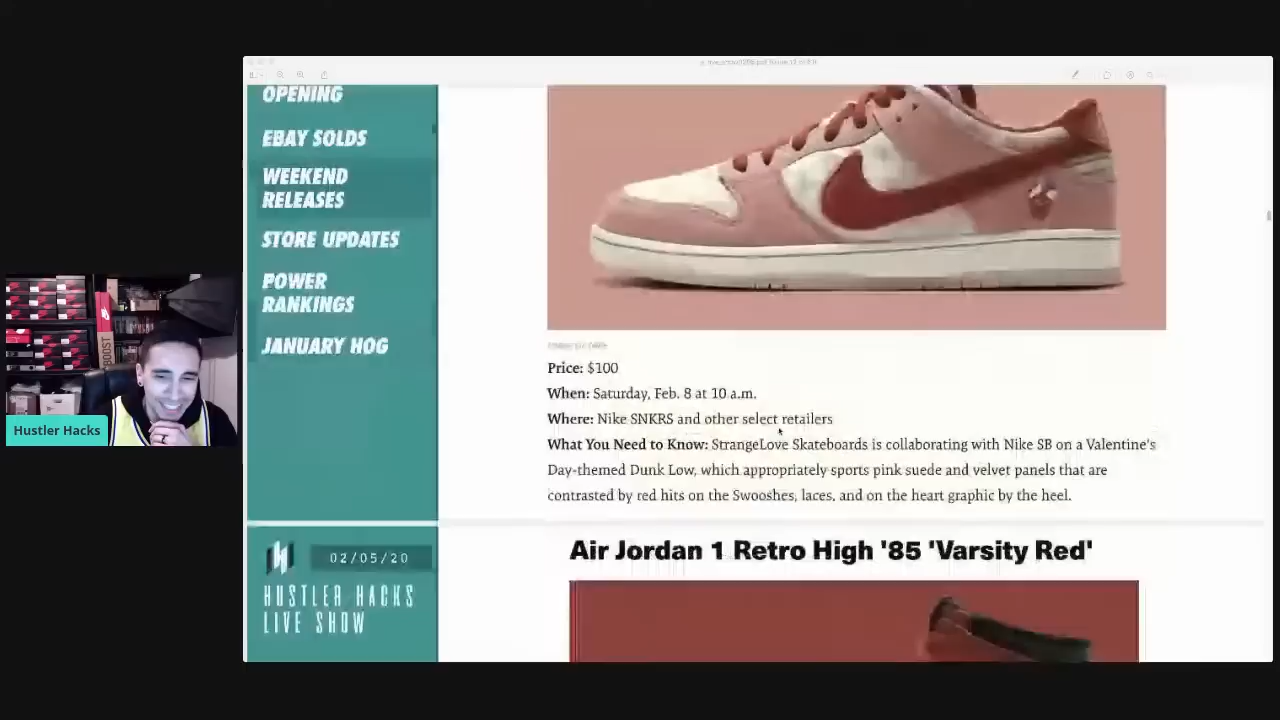 OPENING
EBAY SOLDS
WEEKEND
RELEASES
STORE UPDATES
POWER
RANKINGS
JANUARY HOG
Price: $100
When: Saturday, Feb. 8 at 10 a.m.
Where: Nike SNKRS and other select retailers
What You Need to Know: StrangeLove Skateboards is collaborating with Nike SB on a Valentine's
Day-themed Dunk Low, which appropriately sports pink suede and velvet panels that are
contrasted by red hits on the Swooshes, laces, and on the heart graphic by the heel.
02/05/20
HUSTLER HACKS
LIVE SHOW
Air Jordan 1 Retro High '85 'Varsity Red'
BOOST
Hustler Hacks